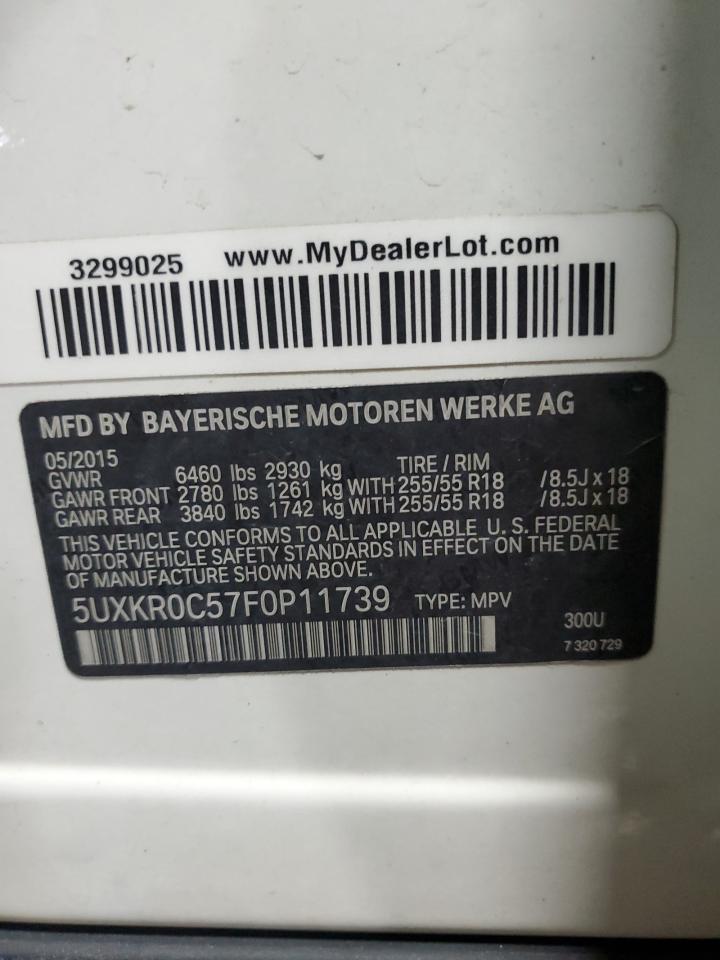 3299025 www.MyDealerLot.com
MFD BY BAYERISCHE MOTOREN WERKE AG
05/2015 TIRE / RIM
GVWR 6460 lbs 2930 kg
GAWR FRONT 2780 lbs 1261 kg WITH 255/55 R18 /8.5J x 18
GAWR REAR 3840 lbs 1742 kg WITH 255/55 R18 /8.5J x 18
THIS VEHICLE CONFORMS TO ALL APPLICABLE U. S. FEDERAL
MOTOR VEHICLE SAFETY STANDARDS IN EFFECT ON THE DATE
OF MANUFACTURE SHOWN ABOVE.
5UXKR0C57F0P11739 TYPE: MPV
300U
7 320 729